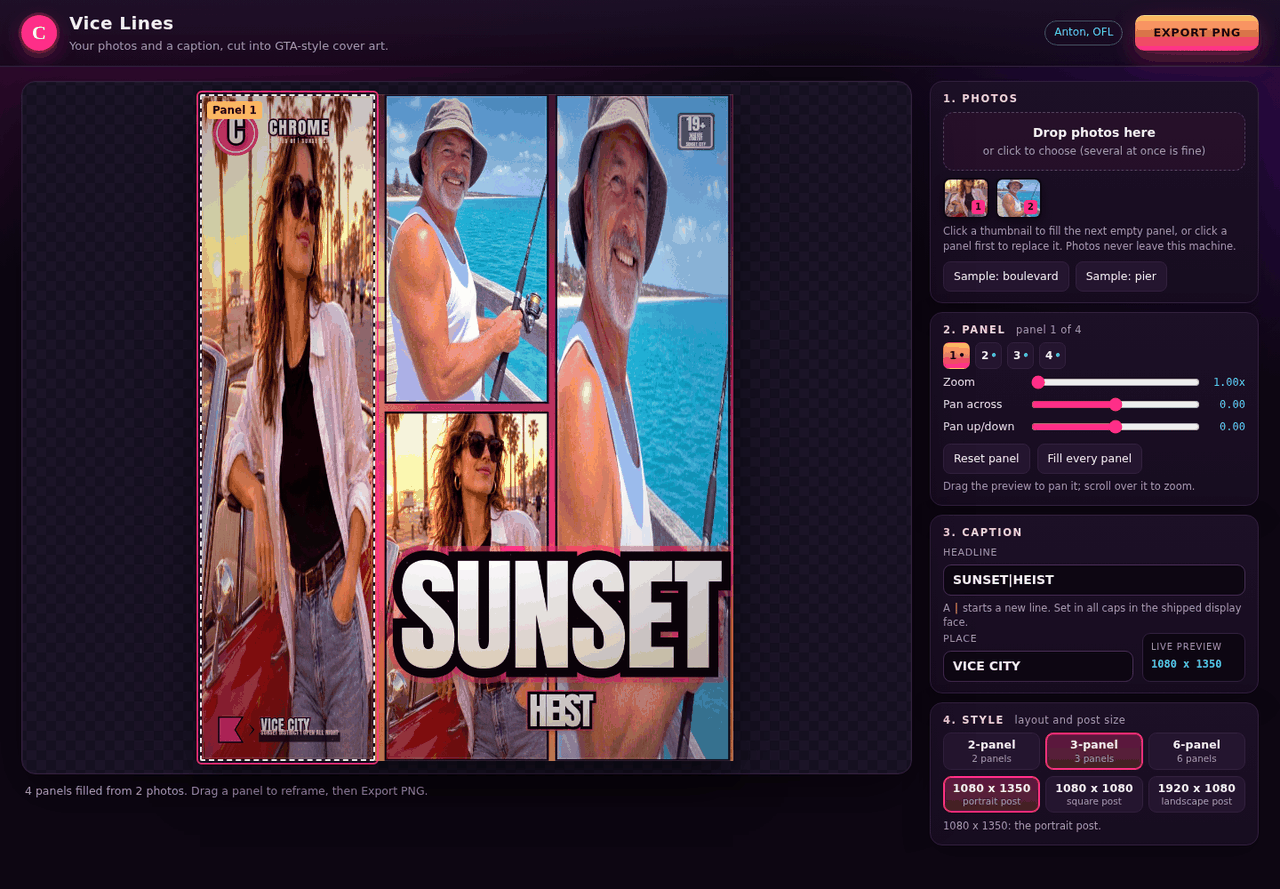 C
Vice Lines
Your photos and a caption, cut into GTA-style cover art.
Anton, OFL
EXPORT PNG
Panel 1
C
CHROME
19+
SUNSET CITY
SUNSET
HEIST
VICE CITY
SUNSET DISTRICT | OPEN ALL NIGHT
4 panels filled from 2 photos. Drag a panel to reframe, then Export PNG.
1. PHOTOS
Drop photos here
or click to choose (several at once is fine)
1
2
Click a thumbnail to fill the next empty panel, or click a
panel first to replace it. Photos never leave this machine.
Sample: boulevard
Sample: pier
2. PANEL panel 1 of 4
1 •
2 •
3 •
4 •
Zoom 1.00x
Pan across 0.00
Pan up/down 0.00
Reset panel
Fill every panel
Drag the preview to pan it; scroll over it to zoom.
3. CAPTION
HEADLINE
SUNSET|HEIST
A | starts a new line. Set in all caps in the shipped display
face.
PLACE
VICE CITY
LIVE PREVIEW
1080 x 1350
4. STYLE layout and post size
2-panel
2 panels
3-panel
3 panels
6-panel
6 panels
1080 x 1350
portrait post
1080 x 1080
square post
1920 x 1080
landscape post
1080 x 1350: the portrait post.